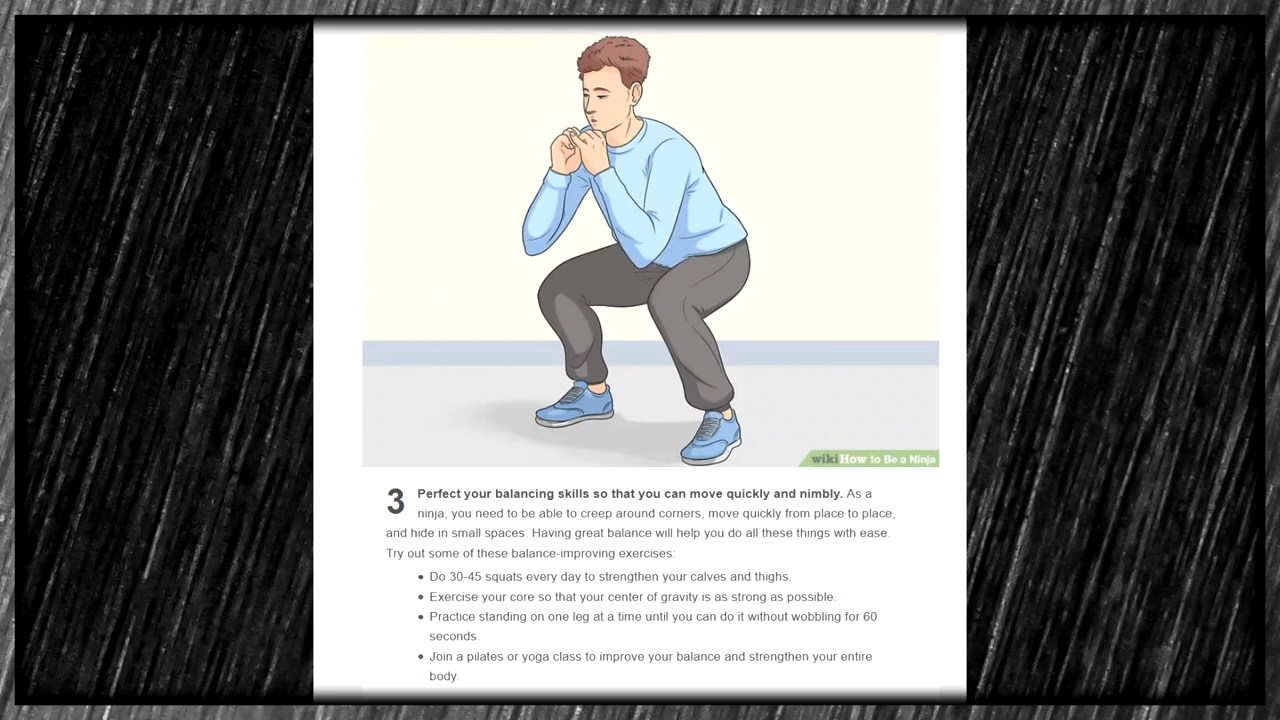 wikiHow to Be a Ninja
3 Perfect your balancing skills so that you can move quickly and nimbly. As a
ninja, you need to be able to creep around corners, move quickly from place to place,
and hide in small spaces. Having great balance will help you do all these things with ease.
Try out some of these balance-improving exercises:
• Do 30-45 squats every day to strengthen your calves and thighs.
• Exercise your core so that your center of gravity is as strong as possible.
• Practice standing on one leg at a time until you can do it without wobbling for 60
seconds.
• Join a pilates or yoga class to improve your balance and strengthen your entire
body.